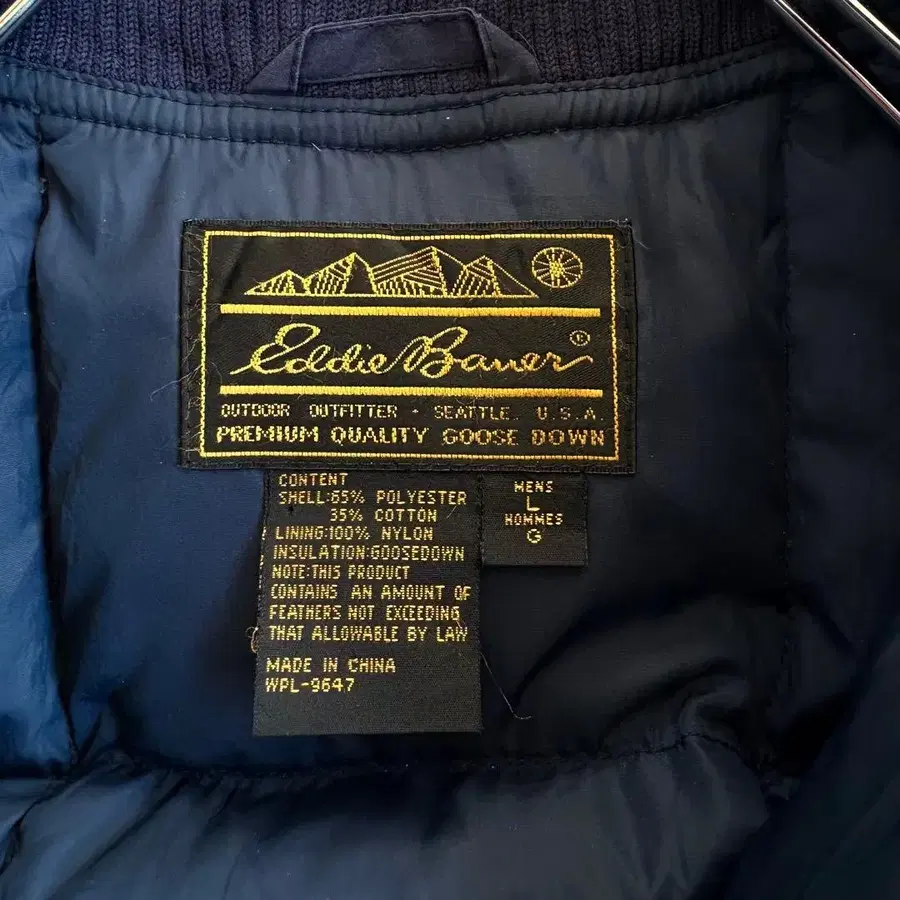 Eddie Bauer®
OUTDOOR OUTFITTER · SEATTLE, U.S.A.
PREMIUM QUALITY GOOSE DOWN
CONTENT
SHELL:65% POLYESTER
35% COTTON
LINING:100% NYLON
INSULATION:GOOSEDOWN
NOTE:THIS PRODUCT
CONTAINS AN AMOUNT OF
FEATHERS NOT EXCEEDING
THAT ALLOWABLE BY LAW
MADE IN CHINA
WPL-9647
MENS
L
HOMMES
G